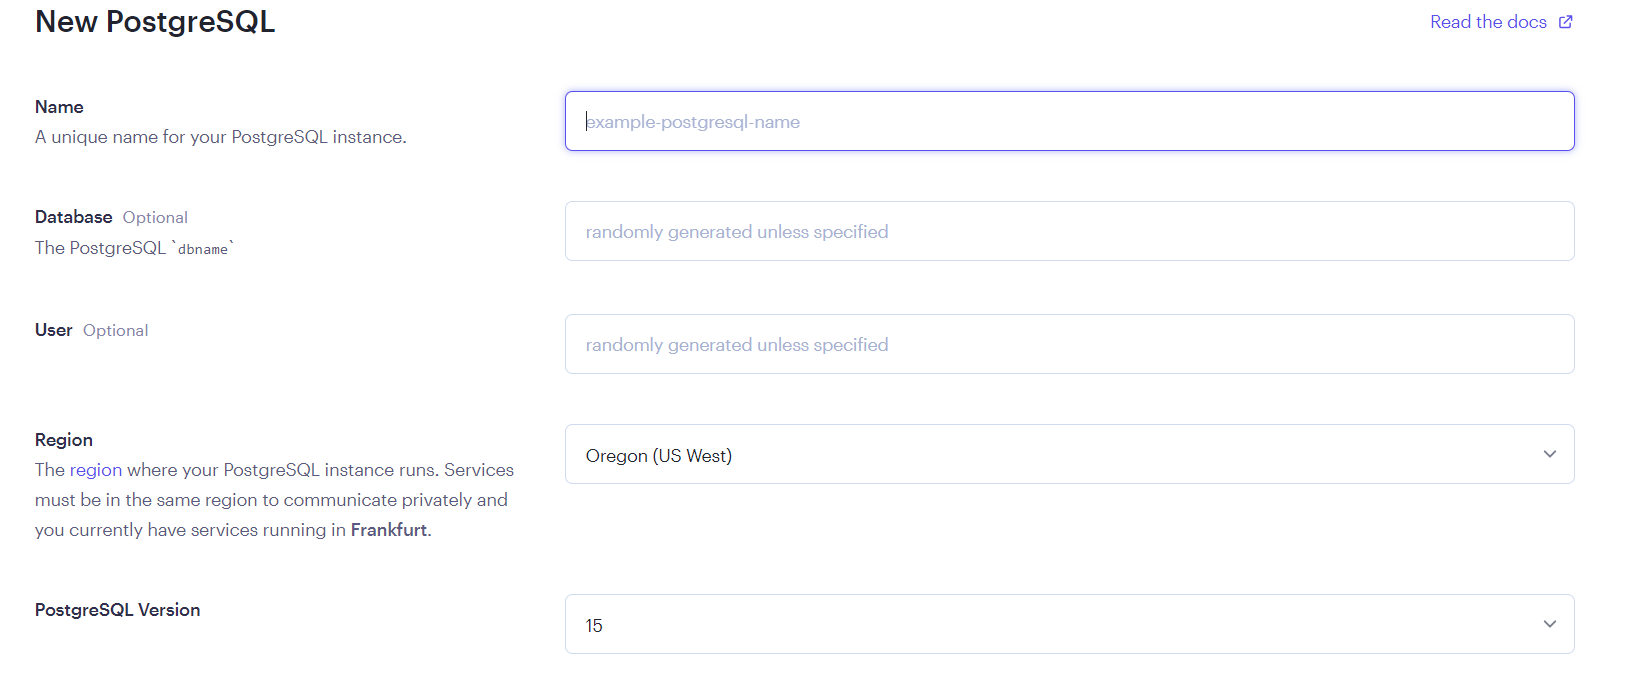 New PostgreSQL
Read the docs
Name
A unique name for your PostgreSQL instance.
example-postgresql-name
Database Optional
The PostgreSQL `dbname`
randomly generated unless specified
User Optional
randomly generated unless specified
Region
The region where your PostgreSQL instance runs. Services
must be in the same region to communicate privately and
you currently have services running in Frankfurt.
Oregon (US West)
PostgreSQL Version
15